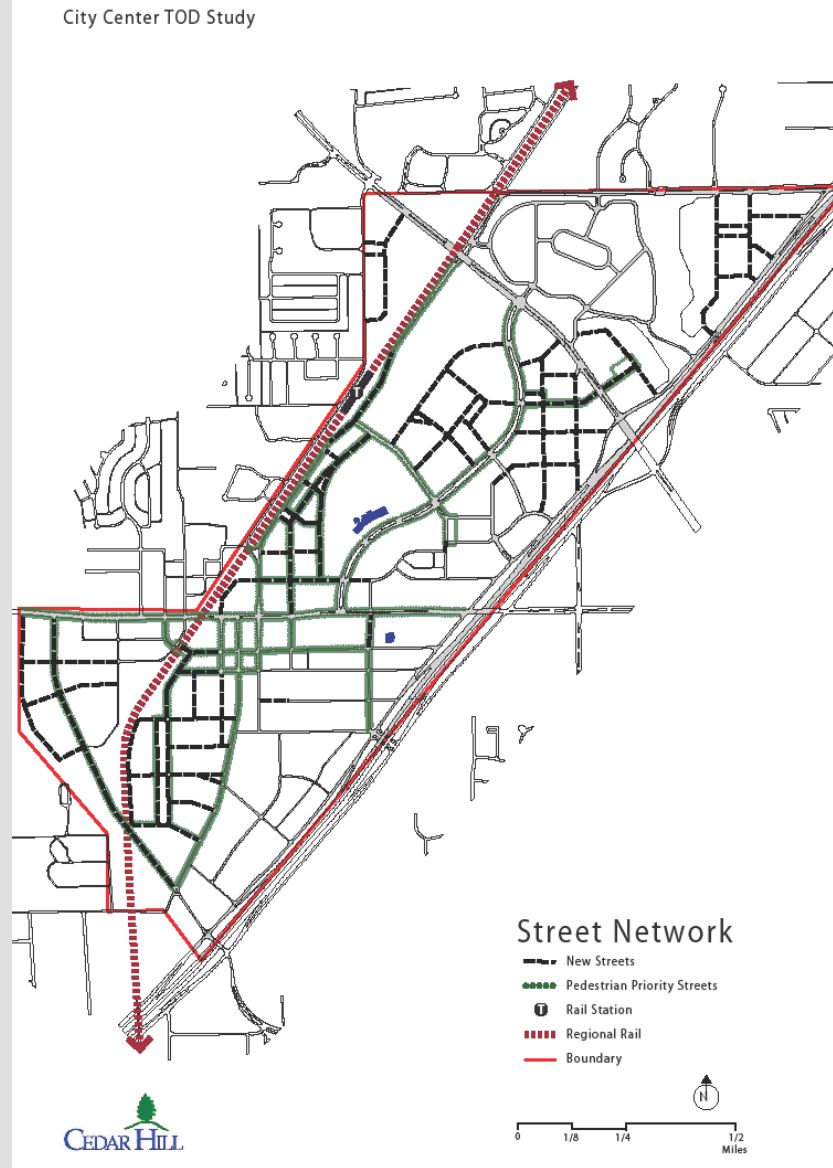 City Center TOD Study
T
Street Network
New Streets
Pedestrian Priority Streets
T
Rail Station
Regional Rail
Boundary
N
0 1/8 1/4 1/2
Miles
CEDAR HILL